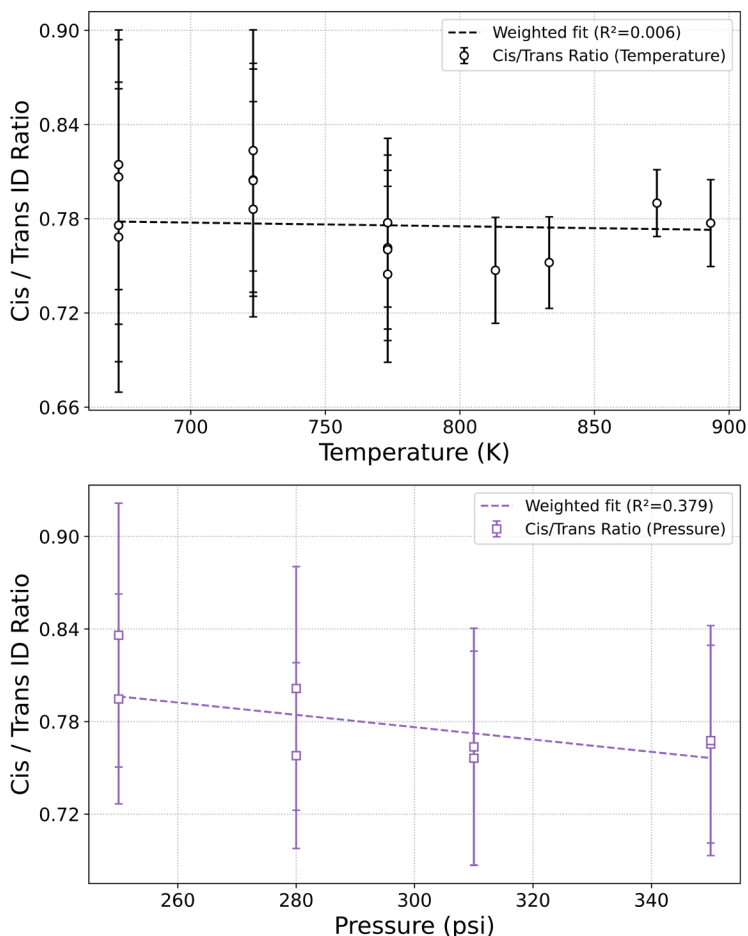 Weighted fit (R²=0.006)
Cis/Trans Ratio (Temperature)
Cis / Trans ID Ratio
0.90
0.84
0.78
0.72
0.66
700 750 800 850 900
Temperature (K)
Weighted fit (R²=0.379)
Cis/Trans Ratio (Pressure)
Cis / Trans ID Ratio
0.90
0.84
0.78
0.72
260 280 300 320 340
Pressure (psi)